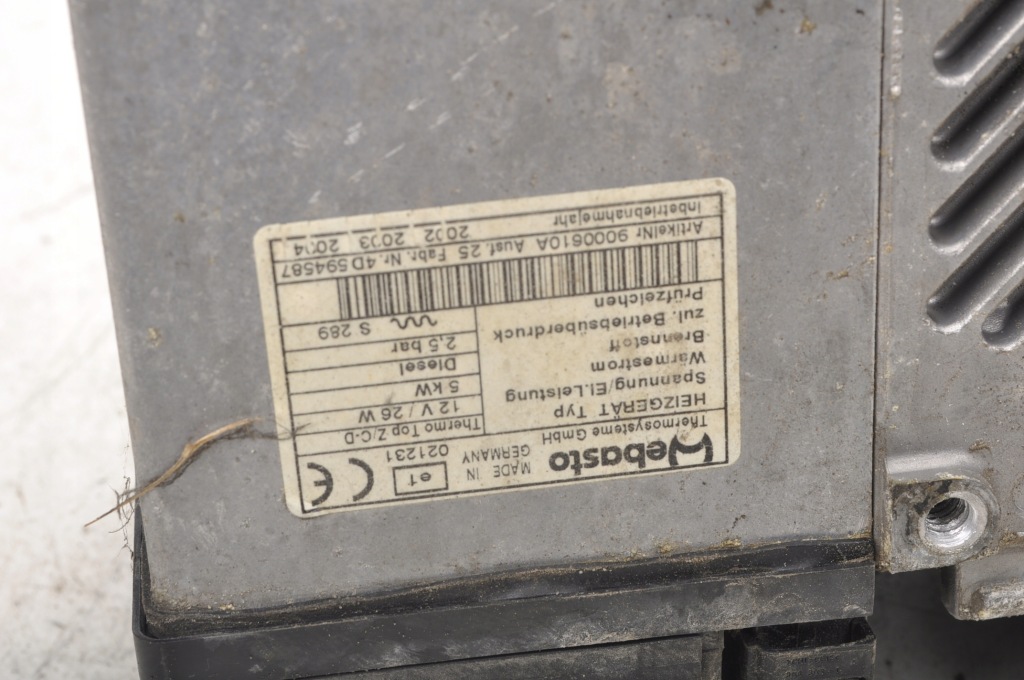 Webasto
Thermosysteme GmbH
MADE IN
GERMANY
e1
021231
CE
HEIZGERÄT Typ Thermo Top Z/C-D
Spannung/El.Leistung 12 V / 26 W
Wärmestrom 5 kW
Brennstoff Diesel
zul. Betriebsüberdruck 2,5 bar
Prüfzeichen S 289
ArtikelNr 9000610A Ausf. 25 Fabr. Nr. 4D594587
Inbetriebnahmejahr 2002 2003 2004